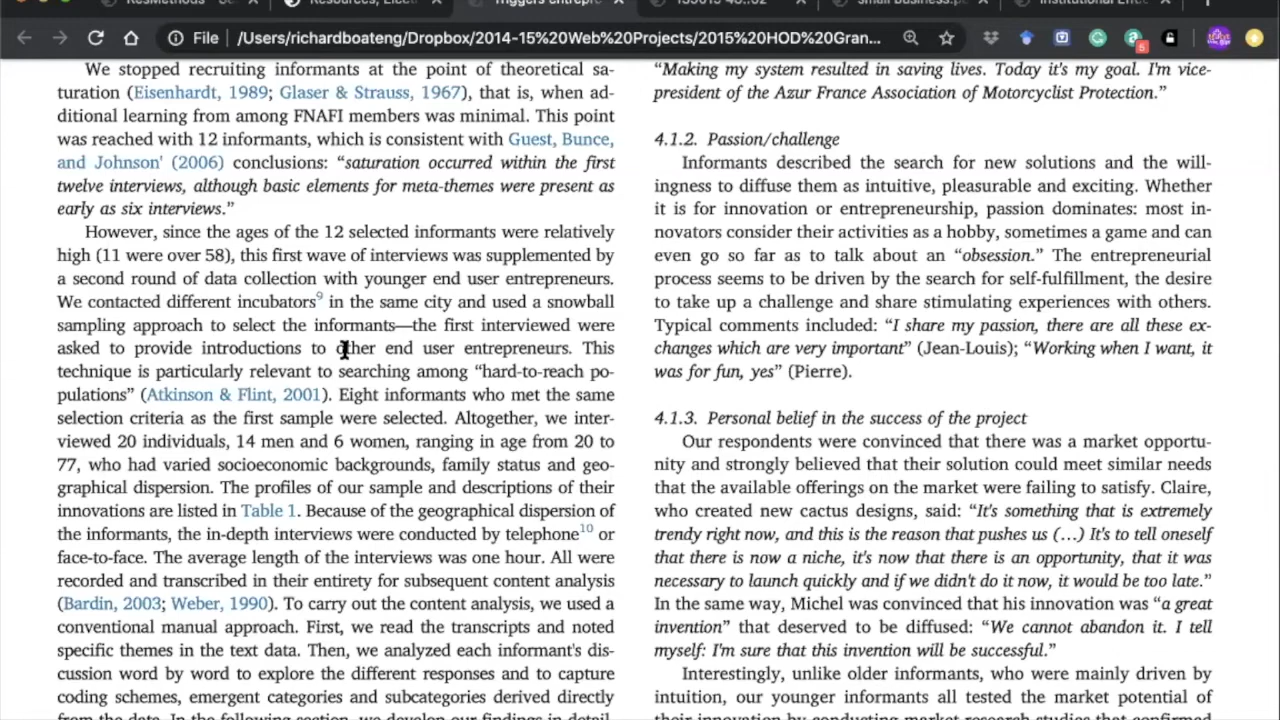 Resources, 
Triggers entrepr
small business.p
File
/Users/richardboateng/Dropbox/2014-15%20Web%20Projects/2015%20HOD%20Gran...
6
We stopped recruiting informants at the point of theoretical sa-
turation (Eisenhardt, 1989; Glaser & Strauss, 1967), that is, when ad-
ditional learning from among FNAFI members was minimal. This point
was reached with 12 informants, which is consistent with Guest, Bunce,
and Johnson' (2006) conclusions: “saturation occurred within the first
twelve interviews, although basic elements for meta-themes were present as
early as six interviews.”
However, since the ages of the 12 selected informants were relatively
high (11 were over 58), this first wave of interviews was supplemented by
a second round of data collection with younger end user entrepreneurs.
We contacted different incubators9 in the same city and used a snowball
sampling approach to select the informants—the first interviewed were
asked to provide introductions to other end user entrepreneurs. This
technique is particularly relevant to searching among “hard-to-reach po-
pulations” (Atkinson & Flint, 2001). Eight informants who met the same
selection criteria as the first sample were selected. Altogether, we inter-
viewed 20 individuals, 14 men and 6 women, ranging in age from 20 to
77, who had varied socioeconomic backgrounds, family status and geo-
graphical dispersion. The profiles of our sample and descriptions of their
innovations are listed in Table 1. Because of the geographical dispersion of
the informants, the in-depth interviews were conducted by telephone10 or
face-to-face. The average length of the interviews was one hour. All were
recorded and transcribed in their entirety for subsequent content analysis
(Bardin, 2003; Weber, 1990). To carry out the content analysis, we used a
conventional manual approach. First, we read the transcripts and noted
specific themes in the text data. Then, we analyzed each informant's dis-
cussion word by word to explore the different responses and to capture
coding schemes, emergent categories and subcategories derived directly
from the data. In the following section, we develop our findings in detail.
“Making my system resulted in saving lives. Today it's my goal. I'm vice-
president of the Azur France Association of Motorcyclist Protection.”
4.1.2. Passion/challenge
Informants described the search for new solutions and the will-
ingness to diffuse them as intuitive, pleasurable and exciting. Whether
it is for innovation or entrepreneurship, passion dominates: most in-
novators consider their activities as a hobby, sometimes a game and can
even go so far as to talk about an “obsession.” The entrepreneurial
process seems to be driven by the search for self-fulfillment, the desire
to take up a challenge and share stimulating experiences with others.
Typical comments included: “I share my passion, there are all these ex-
changes which are very important” (Jean-Louis); “Working when I want, it
was for fun, yes” (Pierre).
4.1.3. Personal belief in the success of the project
Our respondents were convinced that there was a market opportu-
nity and strongly believed that their solution could meet similar needs
that the available offerings on the market were failing to satisfy. Claire,
who created new cactus designs, said: “It's something that is extremely
trendy right now, and this is the reason that pushes us (…) It's to tell oneself
that there is now a niche, it's now that there is an opportunity, that it was
necessary to launch quickly and if we didn't do it now, it would be too late.”
In the same way, Michel was convinced that his innovation was “a great
invention” that deserved to be diffused: “We cannot abandon it. I tell
myself: I'm sure that this invention will be successful.”
Interestingly, unlike older informants, who were mainly driven by
intuition, our younger informants all tested the market potential of
their innovation by conducting market research studies that confirmed